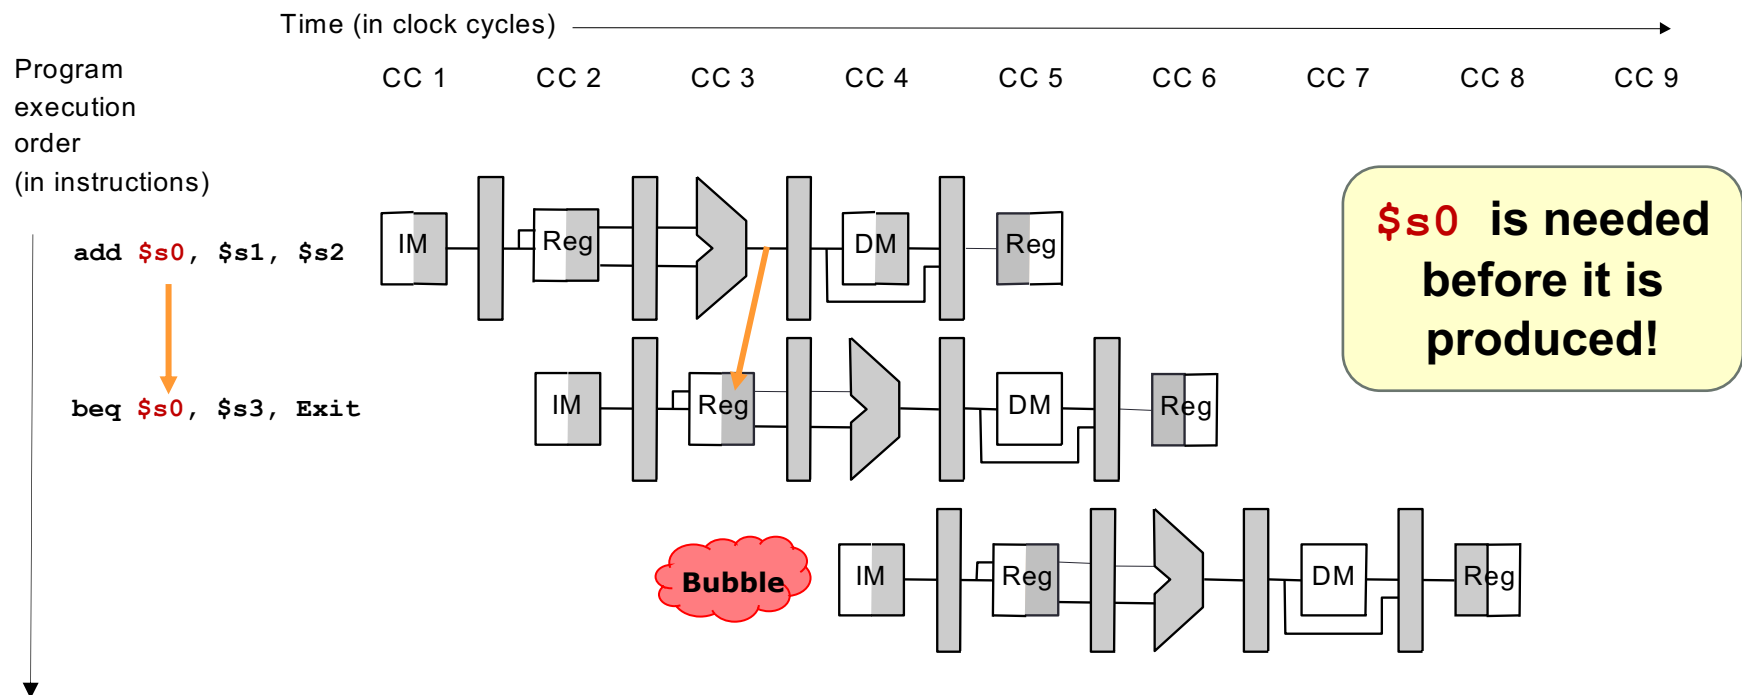 Time (in clock cycles)
Program
execution
order
(in instructions)
CC 1 CC 2 CC 3 CC 4 CC 5 CC 6 CC 7 CC 8 CC 9
add $s0, $s1, $s2
IM Reg DM Reg
$s0 is needed
before it is
produced!
beq $s0, $s3, Exit
IM Reg DM Reg
Bubble
IM Reg DM Reg